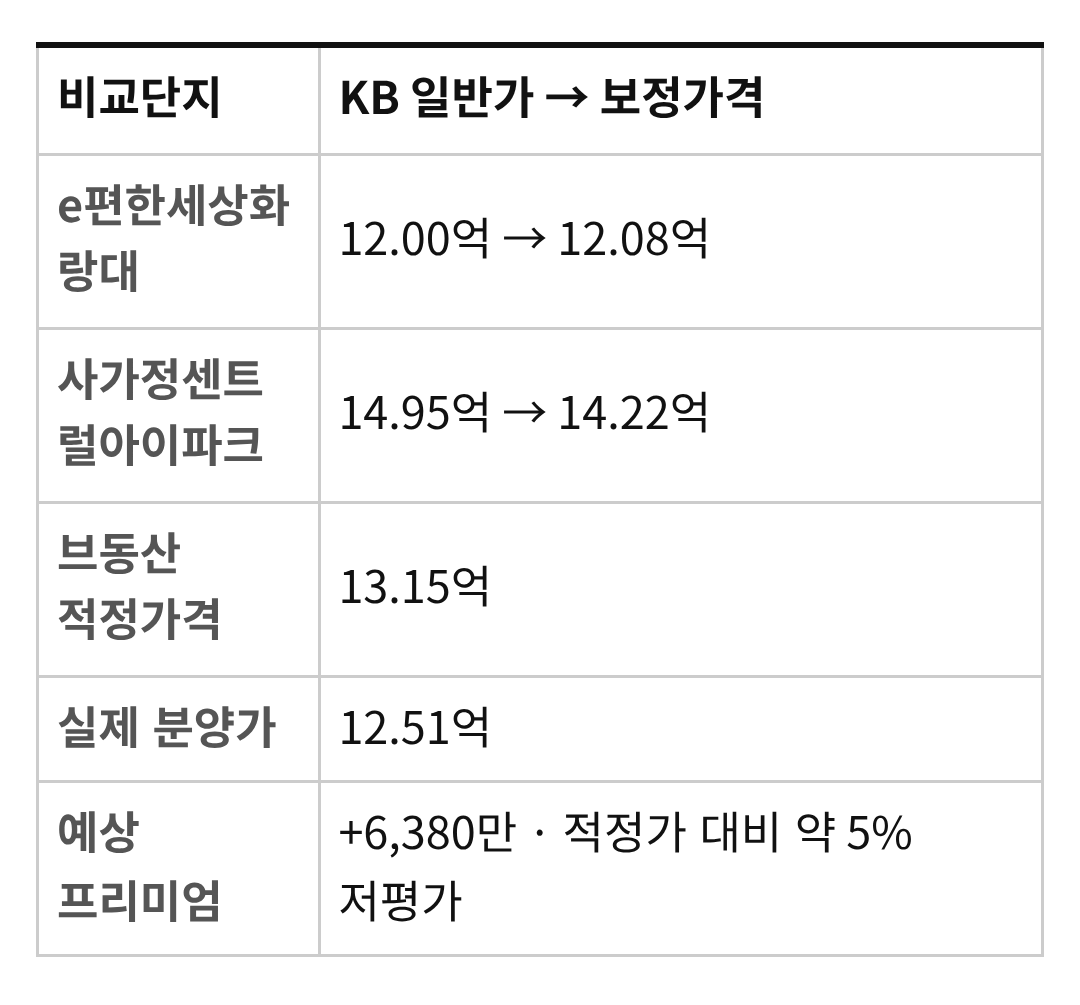 비교단지
KB 일반가 → 보정가격
e편한세상화
랑대
12.00억 → 12.08억
사가정센트
럴아이파크
14.95억 → 14.22억
브동산
적정가격
13.15억
실제 분양가
12.51억
예상
프리미엄
+6,380만 · 적정가 대비 약 5%
저평가